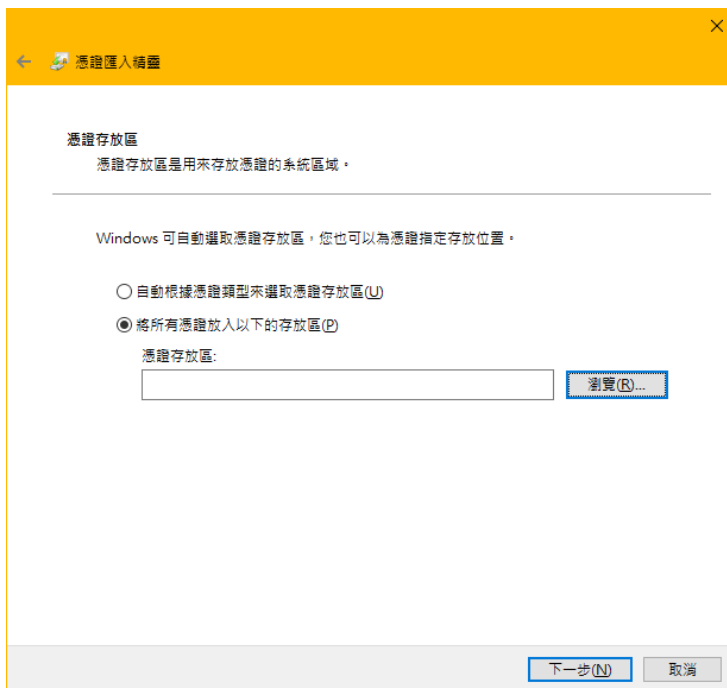 憑證匯入精靈
憑證存放區
憑證存放區是用來存放憑證的系統區域。
Windows 可自動選取憑證存放區，您也可以為憑證指定存放位置。
自動根據憑證類型來選取憑證存放區(U)
將所有憑證放入以下的存放區(P)
憑證存放區:
瀏覽(R)...
下一步(N)
取消